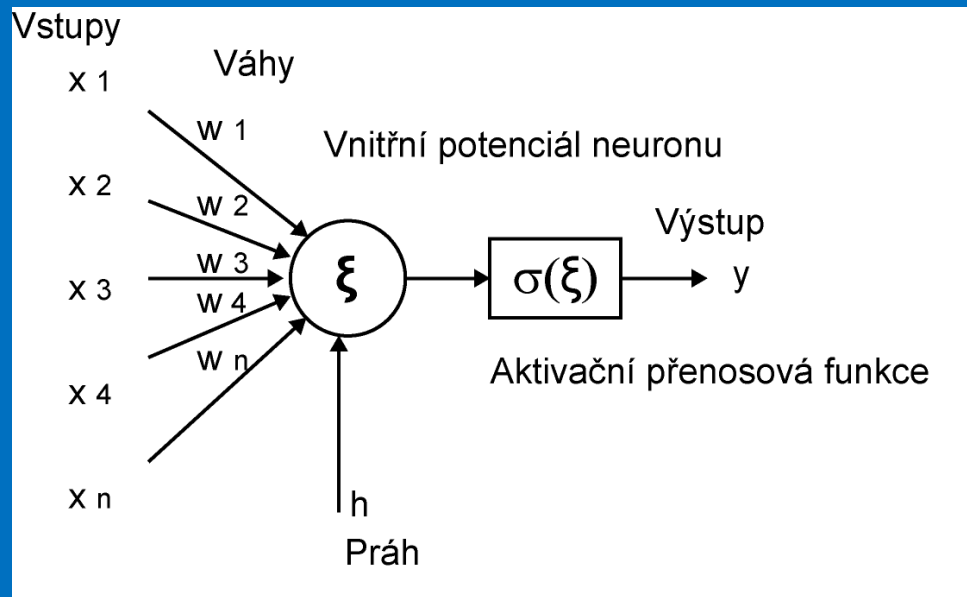 Vstupy
Váhy
x 1
w 1
Vnitřní potenciál neuronu
x 2
w 2
Výstup
w 3
ξ
σ(ξ)
y
x 3
w 4
w n
Aktivační přenosová funkce
x 4
x n
h
Práh